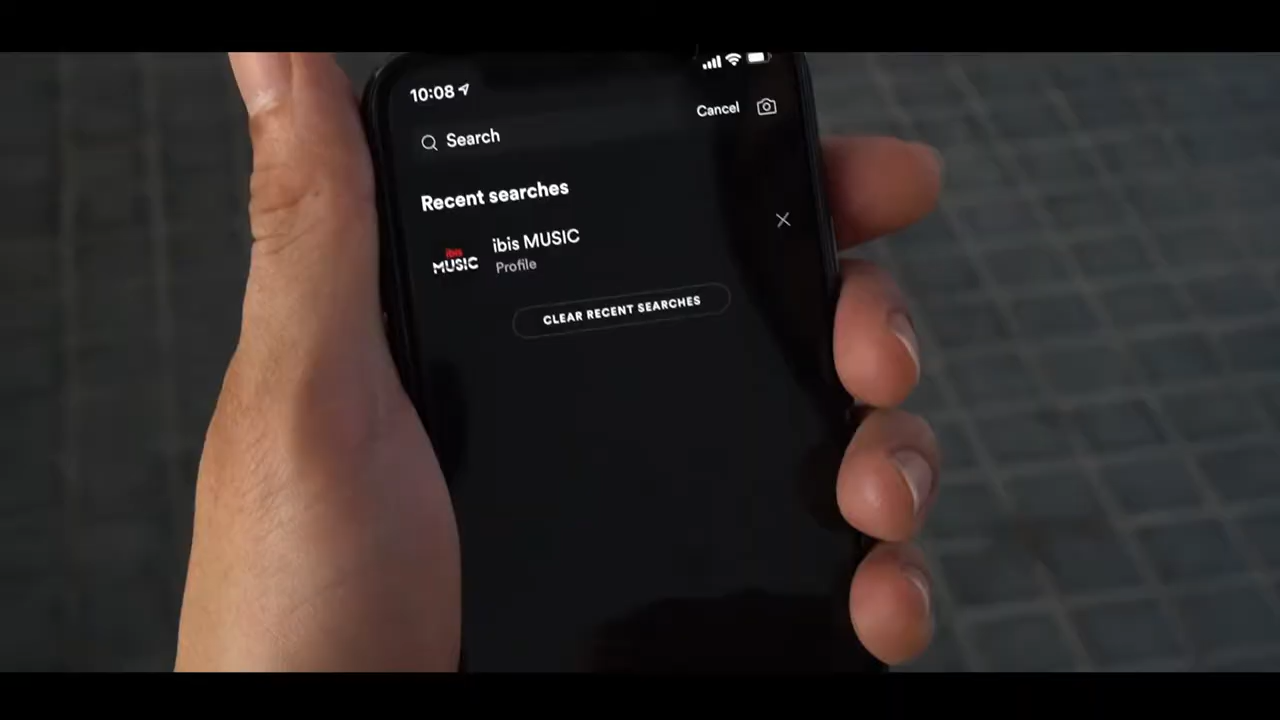 10:08
Search
Cancel
Recent searches
ibis MUSIC
ibis
MUSIC
Profile
CLEAR RECENT SEARCHES